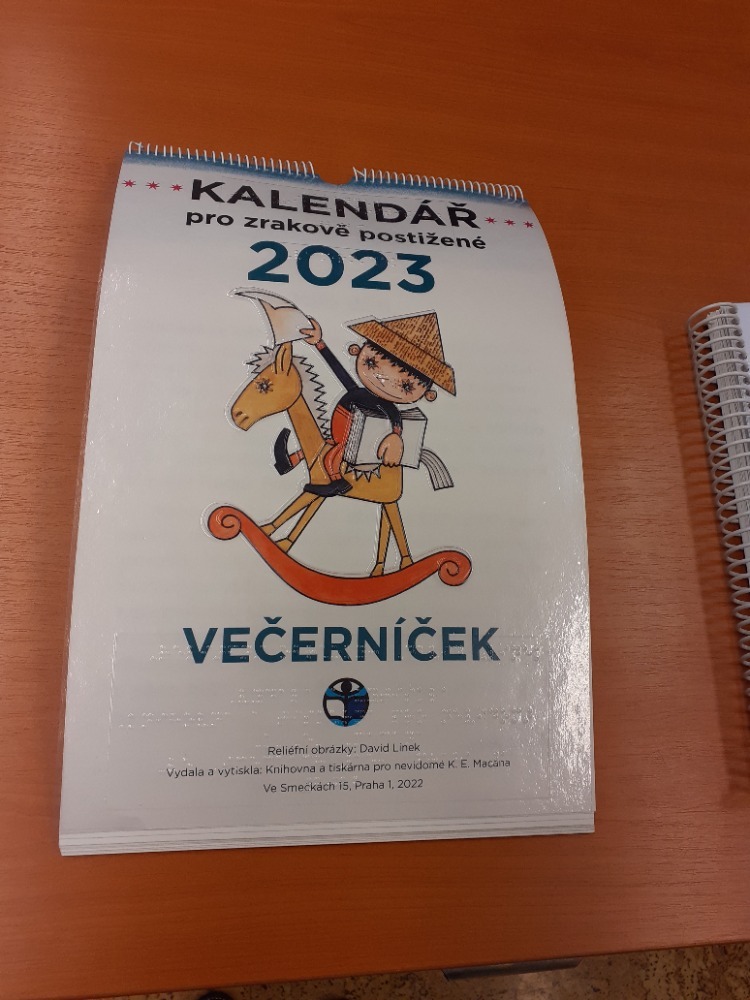 * * * KALENDÁŘ * * *
pro zrakově postižené
2023
VEČERNÍČEK
Reliéfní obrázky: David Linek
Vydala a vytiskla: Knihovna a tiskárna pro nevidomé K. E. Macana
Ve Smečkách 15, Praha 1, 2022